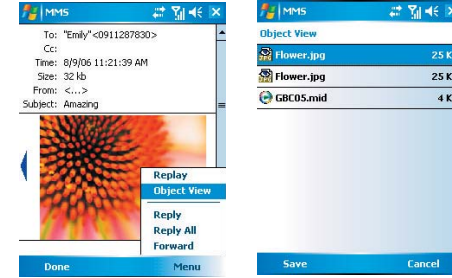 MMS
To: "Emily"<0911287830>
Cc:
Time: 8/9/06 11:21:39 AM
Size: 32 kb
From: <...>
Subject: Amazing
Replay
Object View
Reply
Reply All
Forward
Done Menu
MMS
Object View
Flower.jpg 25 K
Flower.jpg 25 K
GBC05.mid 4 K
Save Cancel